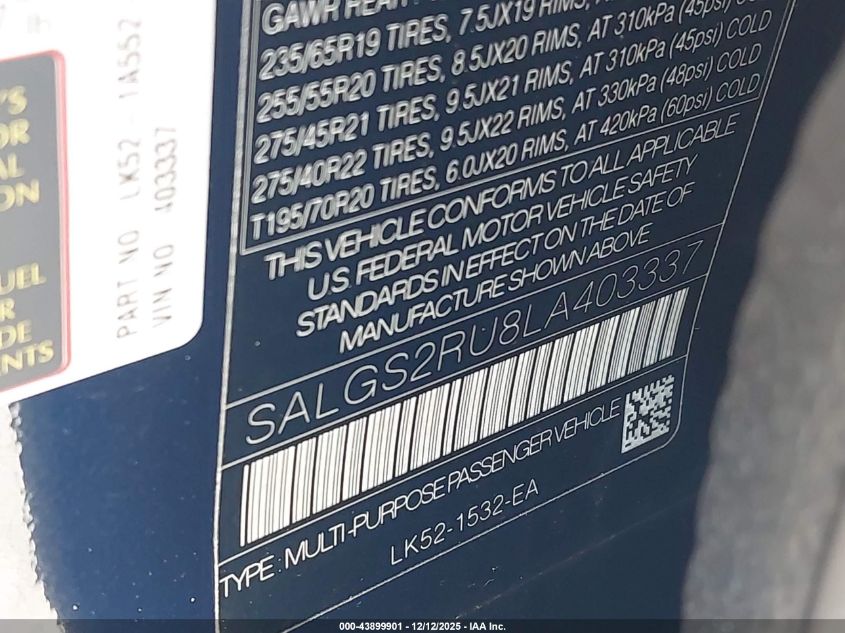 GAWR REAR
235/65R19 TIRES, 7.5JX19 RIMS,
255/55R20 TIRES, 8.5JX20 RIMS, AT 310kPa (45psi)
275/45R21 TIRES, 9.5JX21 RIMS, AT 310kPa (45psi) COLD
275/40R22 TIRES, 9.5JX22 RIMS, AT 330kPa (48psi) COLD
T195/70R20 TIRES, 6.0JX20 RIMS, AT 420kPa (60psi) COLD
THIS VEHICLE CONFORMS TO ALL APPLICABLE
U.S. FEDERAL MOTOR VEHICLE SAFETY
STANDARDS IN EFFECT ON THE DATE OF
MANUFACTURE SHOWN ABOVE
SALGS2RU8LA403337
TYPE: MULTI-PURPOSE PASSENGER VEHICLE
LK52-1532-EA
PART NO LK52 - 1A557
VIN NO 403337
000-43899901 - 12/12/2025 - IAA Inc.